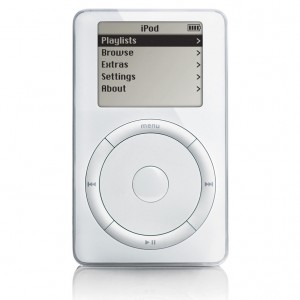 iPod
Playlists >
Browse >
Extras >
Settings >
About >
menu